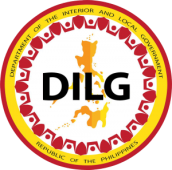 DEPARTMENT OF THE INTERIOR AND LOCAL GOVERNMENT
DILG
REPUBLIC OF THE PHILIPPINES